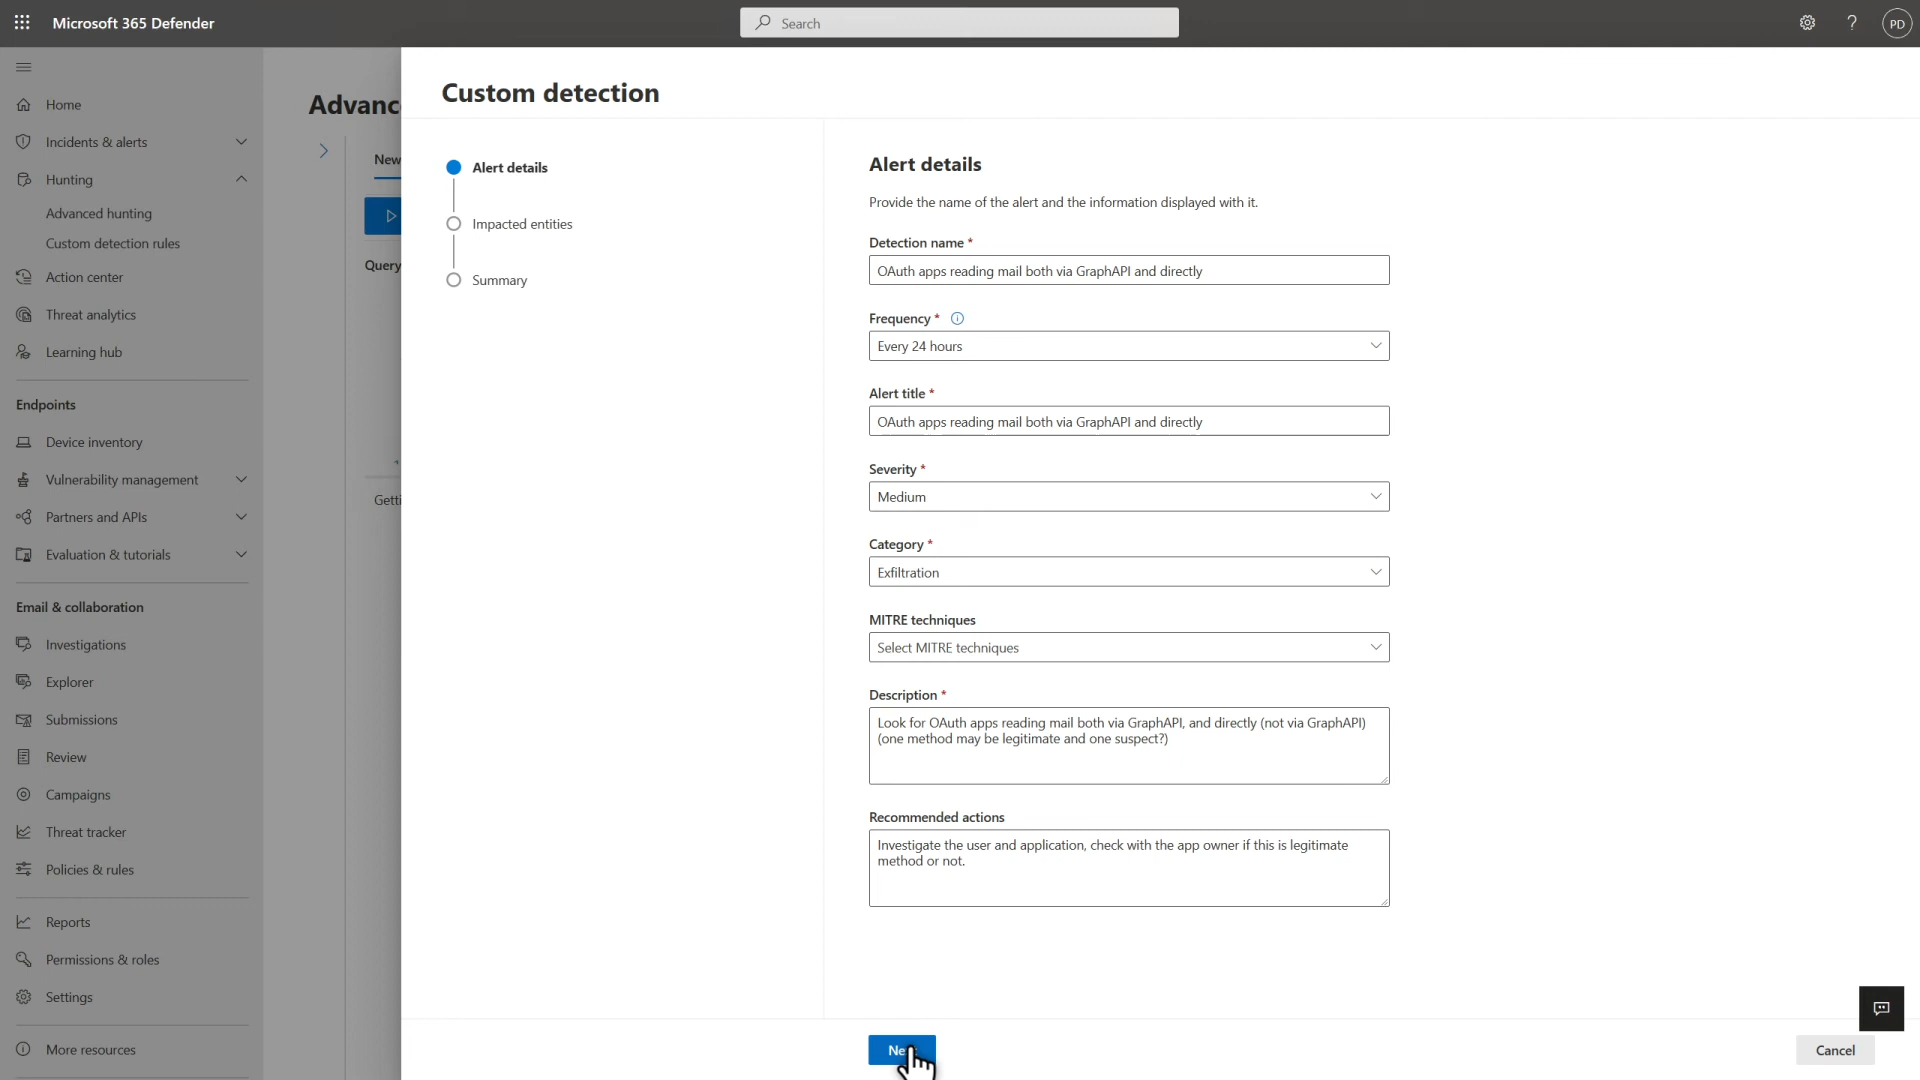 Microsoft 365 Defender
Search
PD
Home
Incidents & alerts
Hunting
Advanced hunting
Custom detection rules
Action center
Threat analytics
Learning hub
Endpoints
Device inventory
Vulnerability management
Partners and APIs
Evaluation & tutorials
Email & collaboration
Investigations
Explorer
Submissions
Review
Campaigns
Threat tracker
Policies & rules
Reports
Permissions & roles
Settings
More resources
Advanc
New
Query
Getti
Custom detection
Alert details
Impacted entities
Summary
Alert details
Provide the name of the alert and the information displayed with it.
Detection name *
OAuth apps reading mail both via GraphAPI and directly
Frequency *
Every 24 hours
Alert title *
OAuth apps reading mail both via GraphAPI and directly
Severity *
Medium
Category *
Exfiltration
MITRE techniques
Select MITRE techniques
Description *
Look for OAuth apps reading mail both via GraphAPI, and directly (not via GraphAPI)
(one method may be legitimate and one suspect?)
Recommended actions
Investigate the user and application, check with the app owner if this is legitimate
method or not.
Ne
Cancel